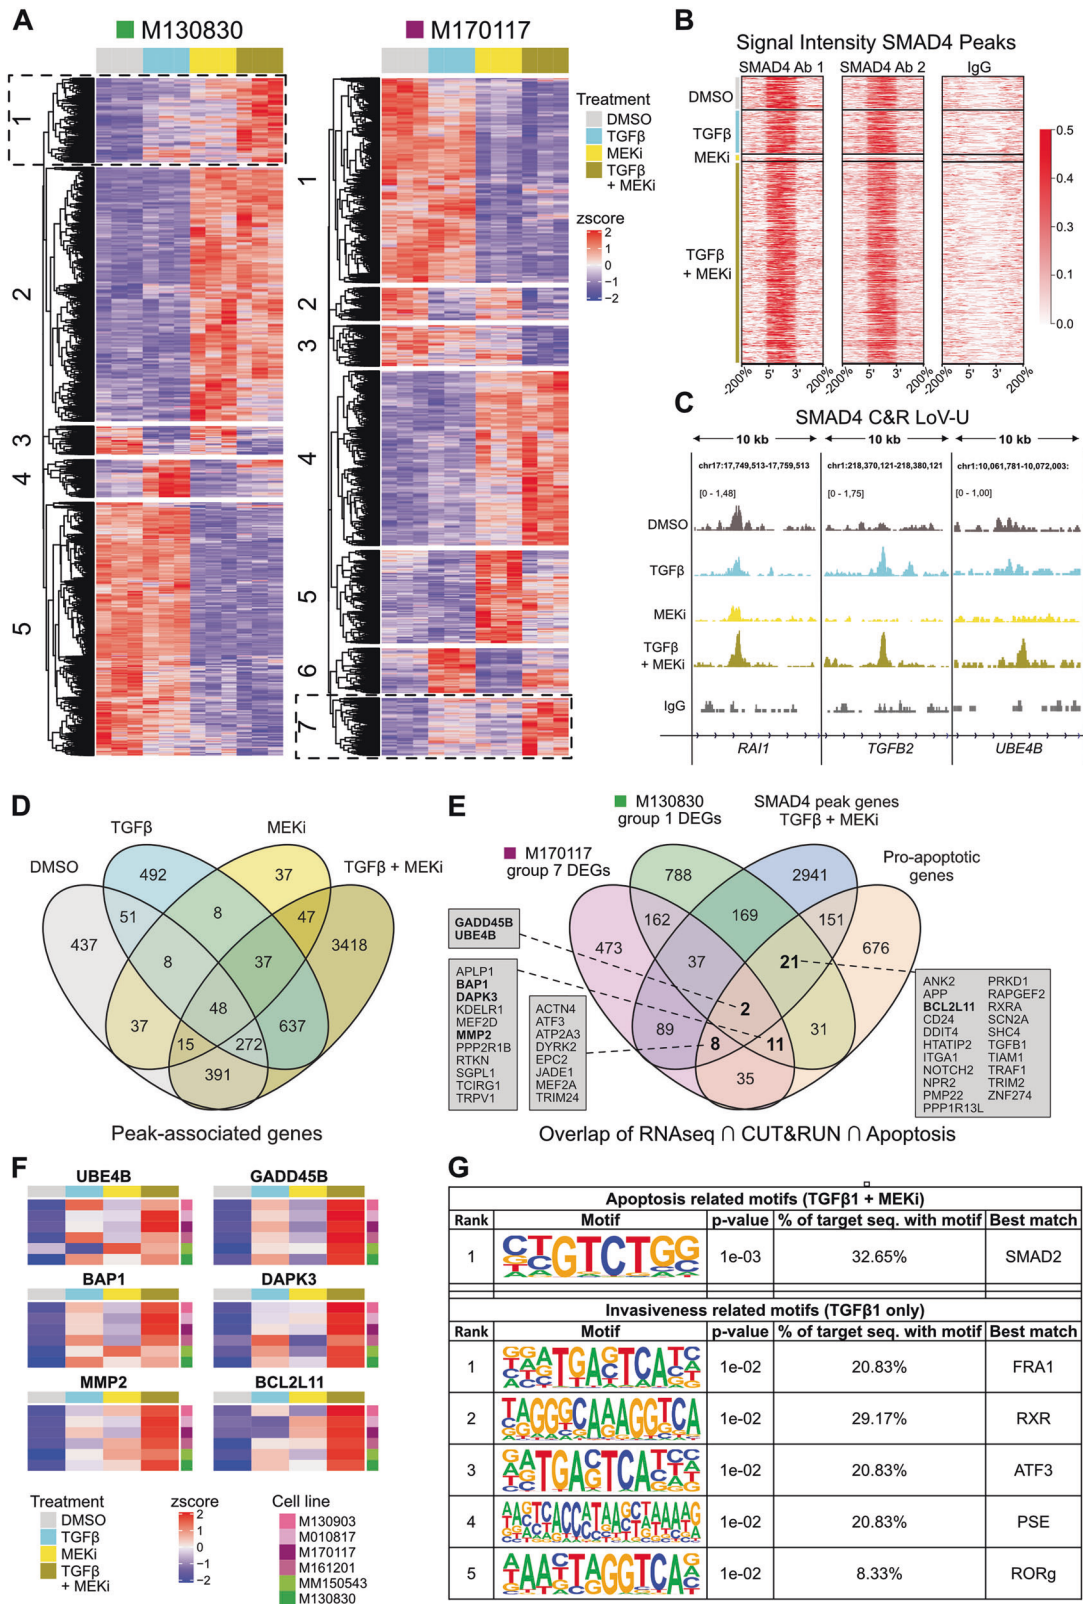 A
M130830
M170117
1
2
3
4
5
1
2
3
4
5
6
7
Treatment
DMSO
TGFβ
MEKi
TGFβ
+ MEKi
zscore
2
1
0
−1
−2
B
Signal Intensity SMAD4 Peaks
SMAD4 Ab 1 SMAD4 Ab 2 IgG
DMSO
TGFβ
MEKi
TGFβ
+ MEKi
0.5
0.4
0.3
0.1
0.0
-200% 5' 3' 200% -200% 5' 3' 200% -200% 5' 3' 200%
C
SMAD4 C&R LoV-U
10 kb 10 kb 10 kb
chr17:17,749,513-17,759,513 chr1:218,370,121-218,380,121 chr1:10,061,781-10,072,003:
[0 - 1,48] [0 - 1,75] [0 - 1,00]
DMSO
TGFβ
MEKi
TGFβ
+ MEKi
IgG
RAI1 TGFB2 UBE4B
D
TGFβ MEKi
DMSO TGFβ + MEKi
492 37
51 8 47
437 3418
8 37
48
37 637
15 272
391
Peak-associated genes
E
M130830
group 1 DEGs
SMAD4 peak genes
TGFβ + MEKi
M170117
group 7 DEGs
Pro-apoptotic
genes
788 2941
162 169 151
473 676
37 21
2
89 31
8 11
35
GADD45B
UBE4B
APLP1
BAP1
DAPK3
KDELR1
MEF2D
MMP2
PPP2R1B
RTKN
SGPL1
TCIRG1
TRPV1
ACTN4
ATF3
ATP2A3
DYRK2
EPC2
JADE1
MEF2A
TRIM24
ANK2 PRKD1
APP RAPGEF2
BCL2L11 RXRA
CD24 SCN2A
DDIT4 SHC4
HTATIP2 TGFB1
ITGA1 TIAM1
NOTCH2 TRAF1
NPR2 TRIM2
PMP22 ZNF274
PPP1R13L
Overlap of RNAseq ∩ CUT&RUN ∩ Apoptosis
F
UBE4B GADD45B
BAP1 DAPK3
MMP2 BCL2L11
Treatment
DMSO
TGFβ
MEKi
TGFβ
+ MEKi
zscore
2
1
0
−1
−2
Cell line
M130903
M010817
M170117
M161201
MM150543
M130830
G
Apoptosis related motifs (TGFβ1 + MEKi)
Rank Motif p-value % of target seq. with motif Best match
1 1e-03 32.65% SMAD2
Invasiveness related motifs (TGFβ1 only)
Rank Motif p-value % of target seq. with motif Best match
1 1e-02 20.83% FRA1
2 1e-02 29.17% RXR
3 1e-02 20.83% ATF3
4 1e-02 20.83% PSE
5 1e-02 8.33% RORg